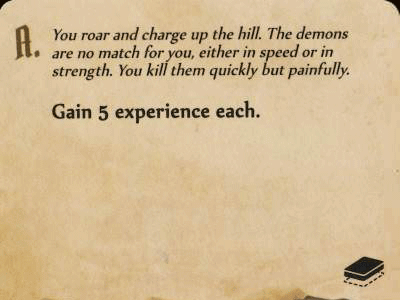 A. You roar and charge up the hill. The demons
are no match for you, either in speed or in
strength. You kill them quickly but painfully.
Gain 5 experience each.